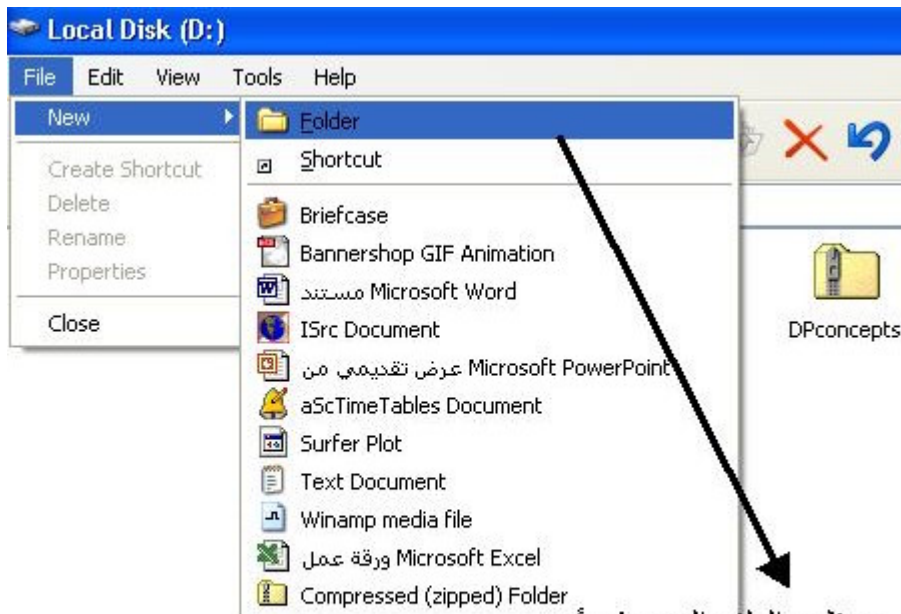 Local Disk (D:)
File Edit View Tools Help
New
Folder
Shortcut
Create Shortcut
Delete
Rename
Properties
Close
Briefcase
Bannershop GIF Animation
مستند Microsoft Word
ISrc Document
عرض تقديمي من Microsoft PowerPoint
aScTimeTables Document
Surfer Plot
Text Document
Winamp media file
ورقة عمل Microsoft Excel
Compressed (zipped) Folder
DPconcepts